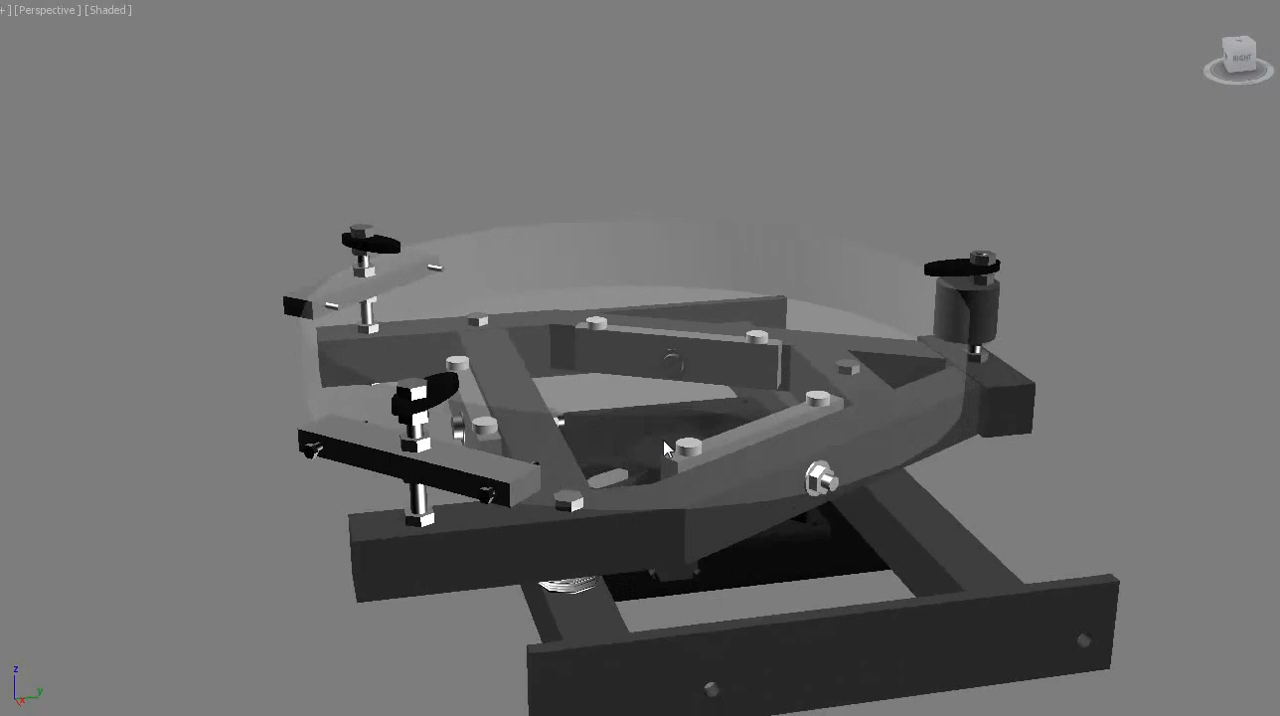 + ] [Perspective ] [Shaded ]
RIGHT
z
y
x